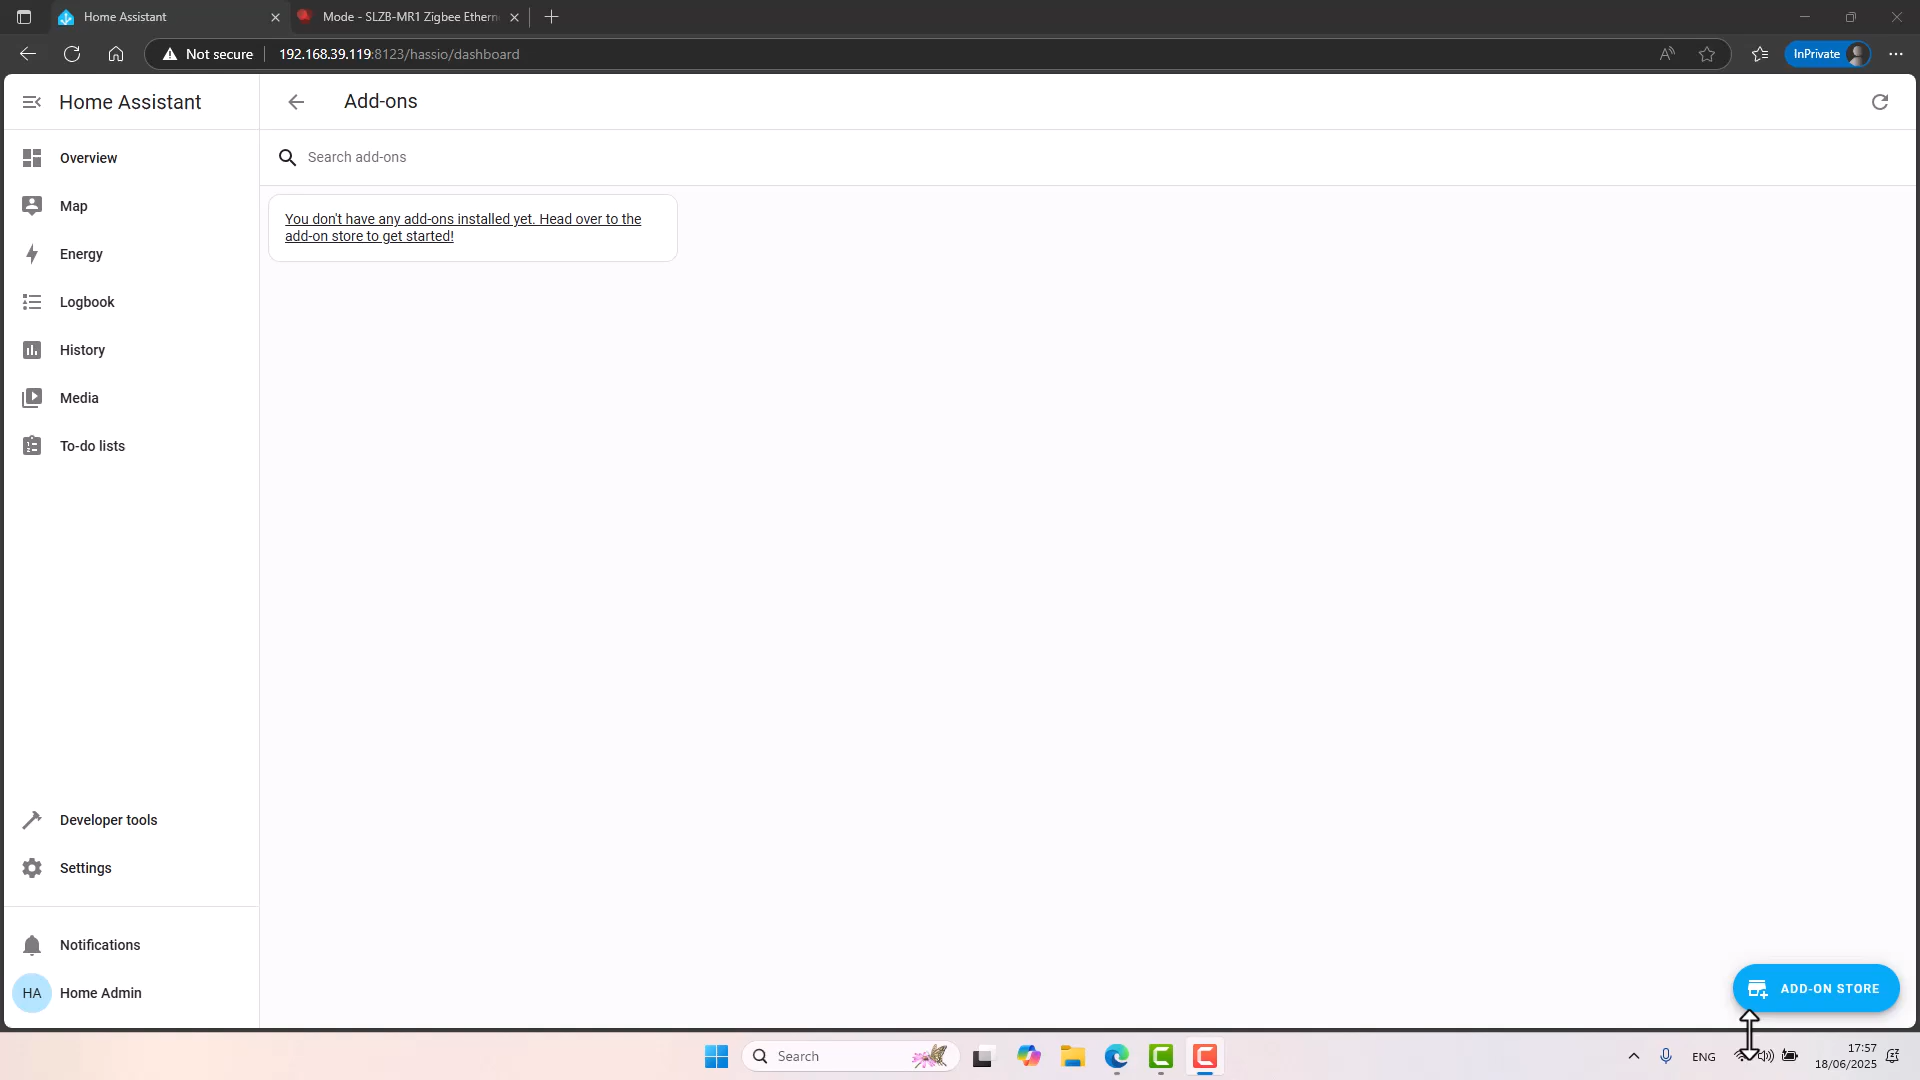 Home Assistant
Mode - SLZB-MR1 Zigbee Ethern
Not secure
192.168.39.119:8123/hassio/dashboard
InPrivate
Home Assistant
Add-ons
Overview
Search add-ons
Map
You don't have any add-ons installed yet. Head over to the
add-on store to get started!
Energy
Logbook
History
Media
To-do lists
Developer tools
Settings
Notifications
HA
Home Admin
ADD-ON STORE
Search
ENG
17:57
18/06/2025